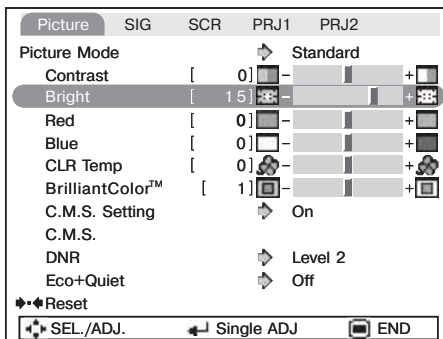 Picture SIG SCR PRJ1 PRJ2
Picture Mode Standard
Contrast [ 0] - +
Bright [ 15] - +
Red [ 0] - +
Blue [ 0] - +
CLR Temp [ 0] - +
BrilliantColor™ [ 1] - +
C.M.S. Setting On
C.M.S.
DNR Level 2
Eco+Quiet Off
Reset
SEL./ADJ. Single ADJ END